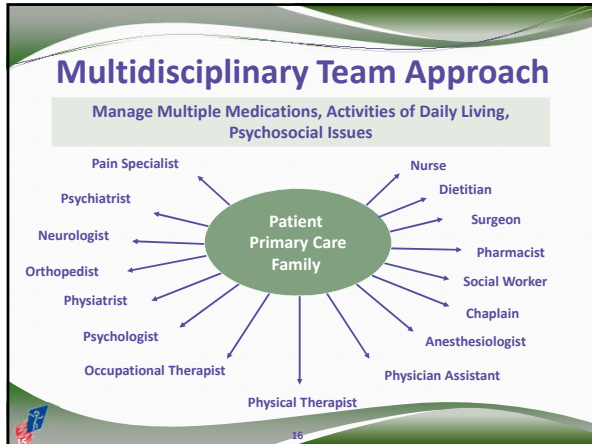 Multidisciplinary Team Approach
Manage Multiple Medications, Activities of Daily Living,
Psychosocial Issues
Pain Specialist
Psychiatrist
Neurologist
Orthopedist
Physiatrist
Psychologist
Occupational Therapist
Physical Therapist
Patient
Primary Care
Family
Nurse
Dietitian
Surgeon
Pharmacist
Social Worker
Chaplain
Anesthesiologist
Physician Assistant
16